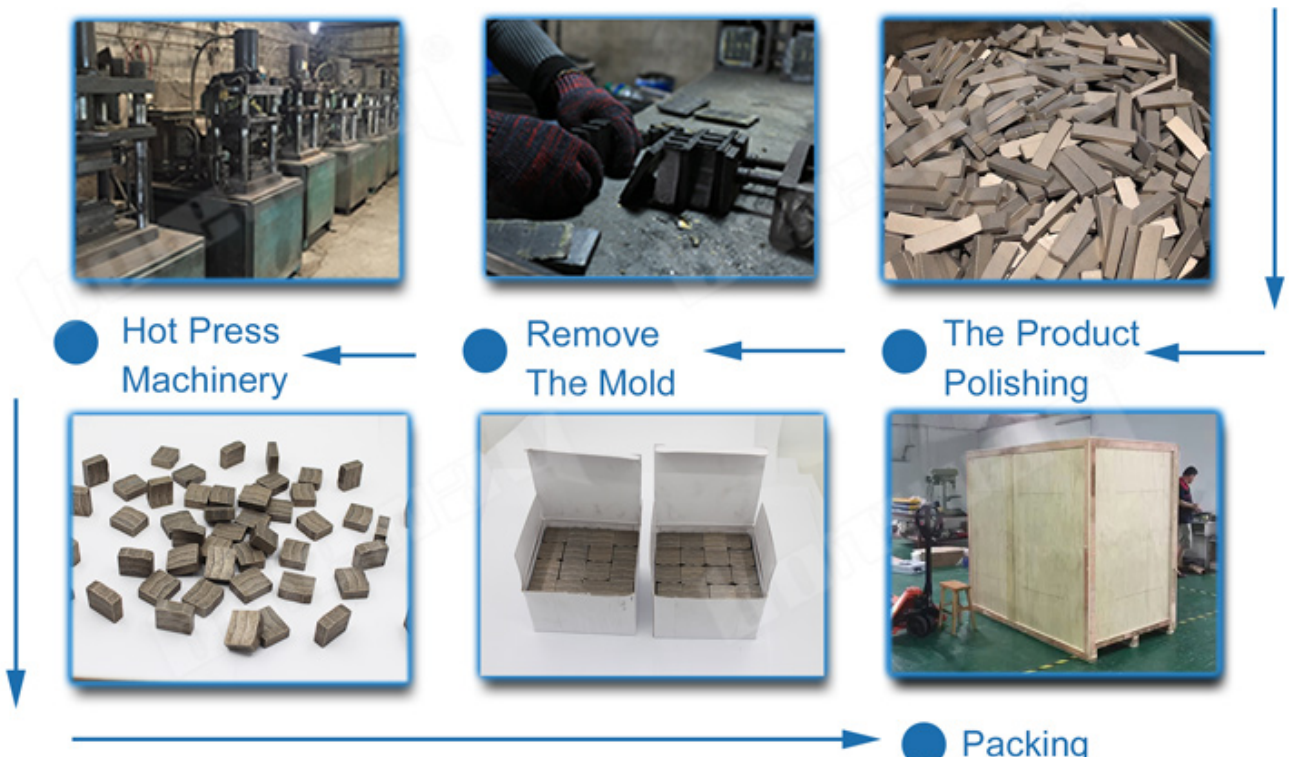 Hot Press
Machinery
Remove
The Mold
The Product
Polishing
Packing